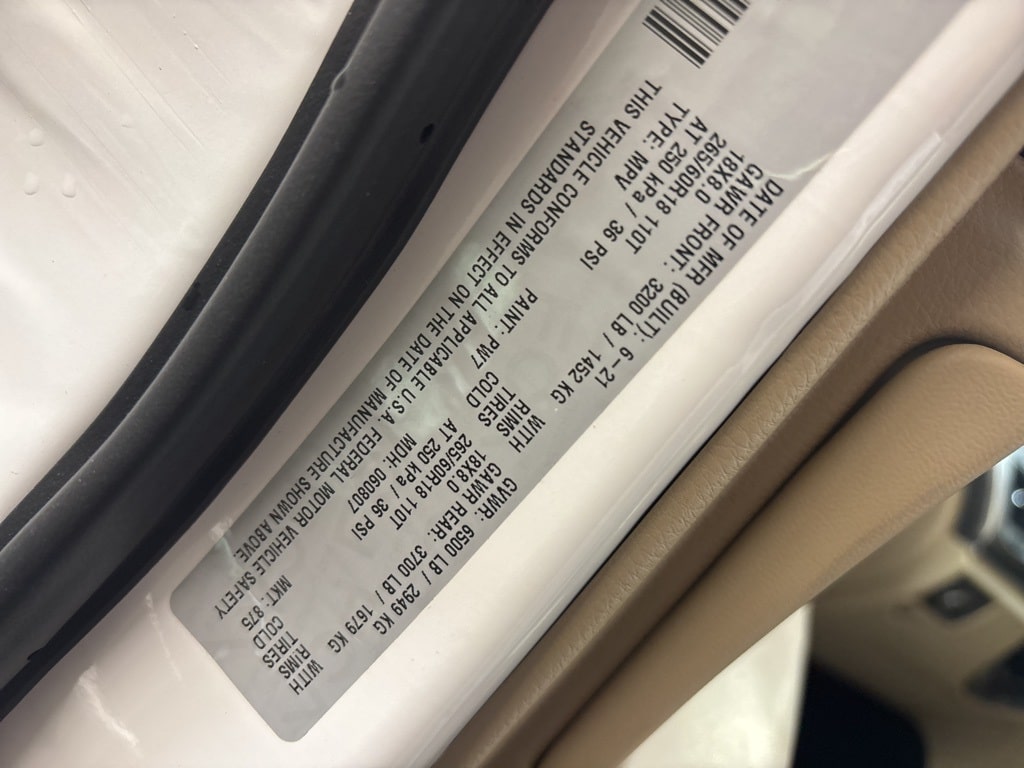 DATE OF MFR (BUILT): 6-21 GVWR: 6500 LB / 2949 KG
GAWR FRONT: 3200 LB / 1452 KG WITH GAWR REAR: 3700 LB / 1679 KG WITH
18X8.0 RIMS 18X8.0 RIMS
265/60R18 110T TIRES 265/60R18 110T TIRES
AT 250 kPa / 36 PSI COLD AT 250 kPa / 36 PSI COLD
TYPE: MPV PAINT: PW7 MDH: 060807 MKT: 875
THIS VEHICLE CONFORMS TO ALL APPLICABLE U.S.A. FEDERAL MOTOR VEHICLE SAFETY
STANDARDS IN EFFECT ON THE DATE OF MANUFACTURE SHOWN ABOVE